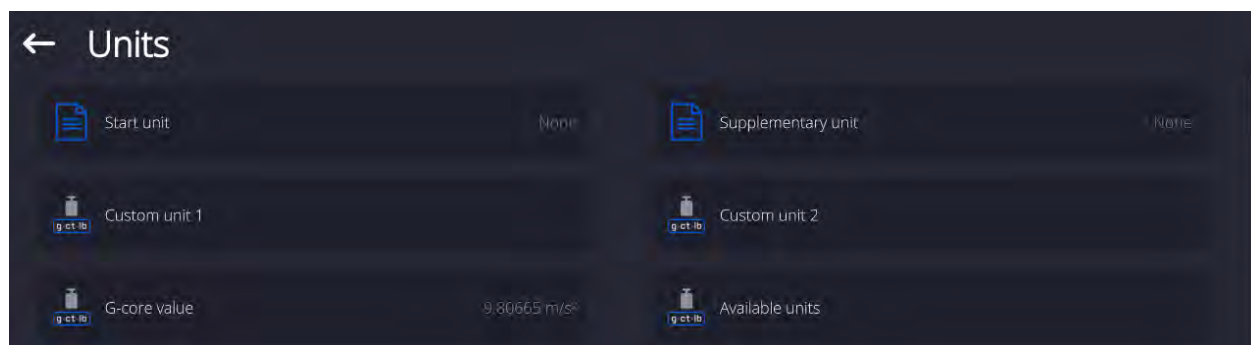 ← Units
Start unit None
Supplementary unit None
g·ct·lb Custom unit 1
g·ct·lb Custom unit 2
g·ct·lb G-core value 9.80665 m/s²
g·ct·lb Available units